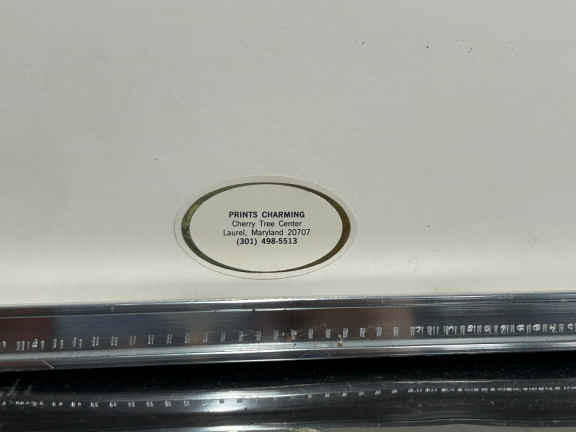 PRINTS CHARMING
Cherry Tree Center
Laurel, Maryland 20707
(301) 498-5513